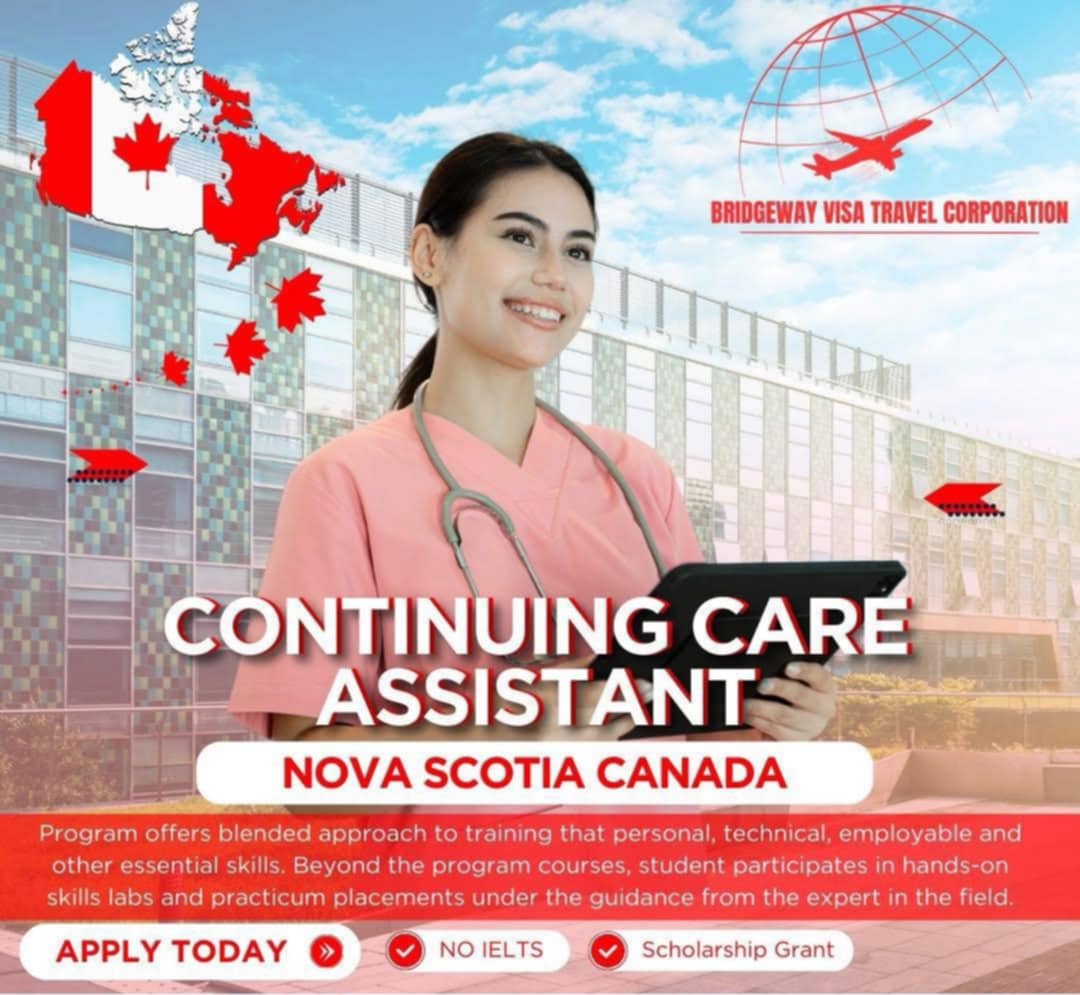 BRIDGEWAY VISA TRAVEL CORPORATION
CONTINUING CARE
ASSISTANT
NOVA SCOTIA CANADA
Program offers blended approach to training that personal, technical, employable and
other essential skills. Beyond the program courses, student participates in hands-on
skills labs and practicum placements under the guidance from the expert in the field.
APPLY TODAY
NO IELTS
Scholarship Grant